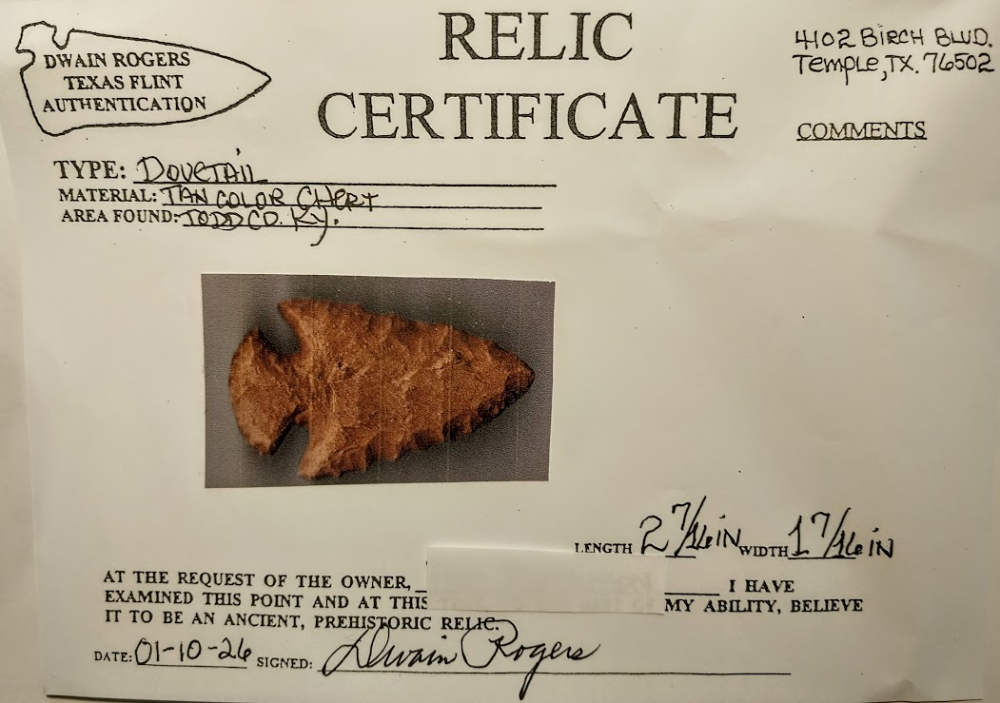 DWAIN ROGERS
TEXAS FLINT
AUTHENTICATION
RELIC
CERTIFICATE
4102 BIRCH BLVD.
TEMPLE, TX. 76502
COMMENTS
TYPE: DOVETAIL
MATERIAL: TAN COLOR CHERT
AREA FOUND: TODD CO. KY.
LENGTH 2 7/16 IN WIDTH 1 7/16 IN
AT THE REQUEST OF THE OWNER, I HAVE
EXAMINED THIS POINT AND AT THIS MY ABILITY, BELIEVE
IT TO BE AN ANCIENT, PREHISTORIC RELIC.
DATE: 01-10-26 SIGNED: Dwain Rogers